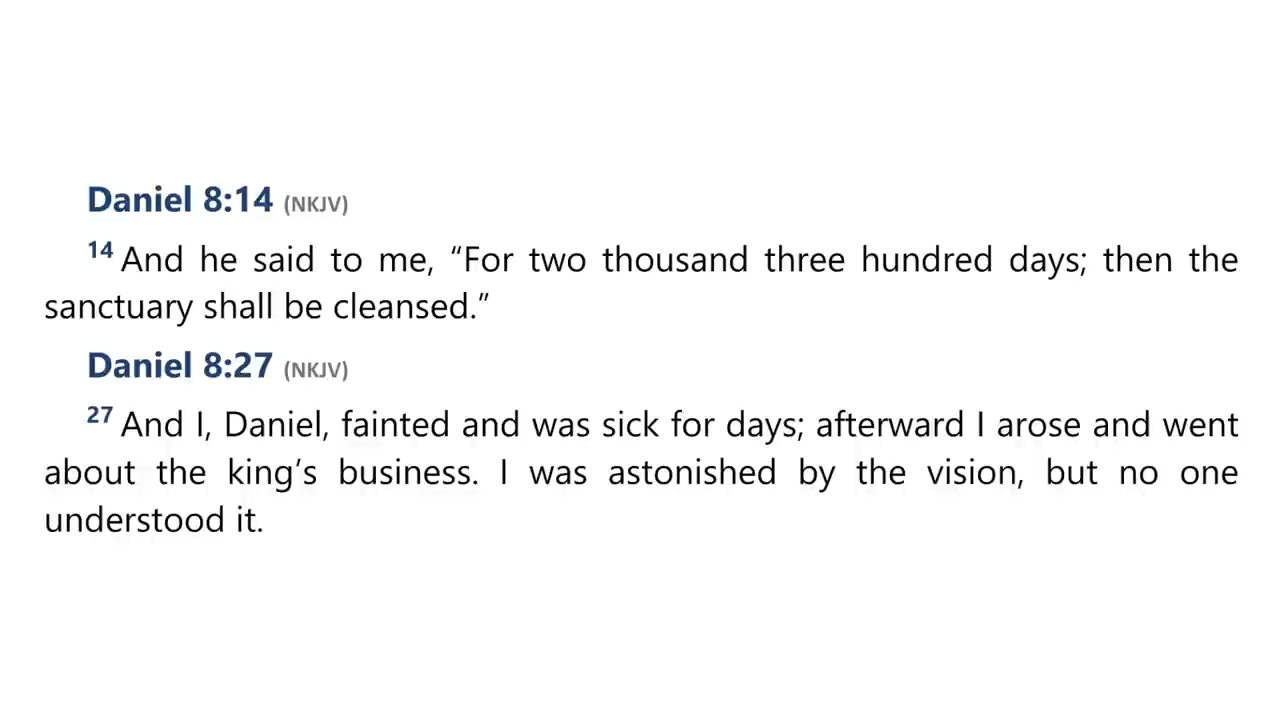 Daniel 8:14 (NKJV)
14 And he said to me, “For two thousand three hundred days; then the
sanctuary shall be cleansed.”
Daniel 8:27 (NKJV)
27 And I, Daniel, fainted and was sick for days; afterward I arose and went
about the king’s business. I was astonished by the vision, but no one
understood it.